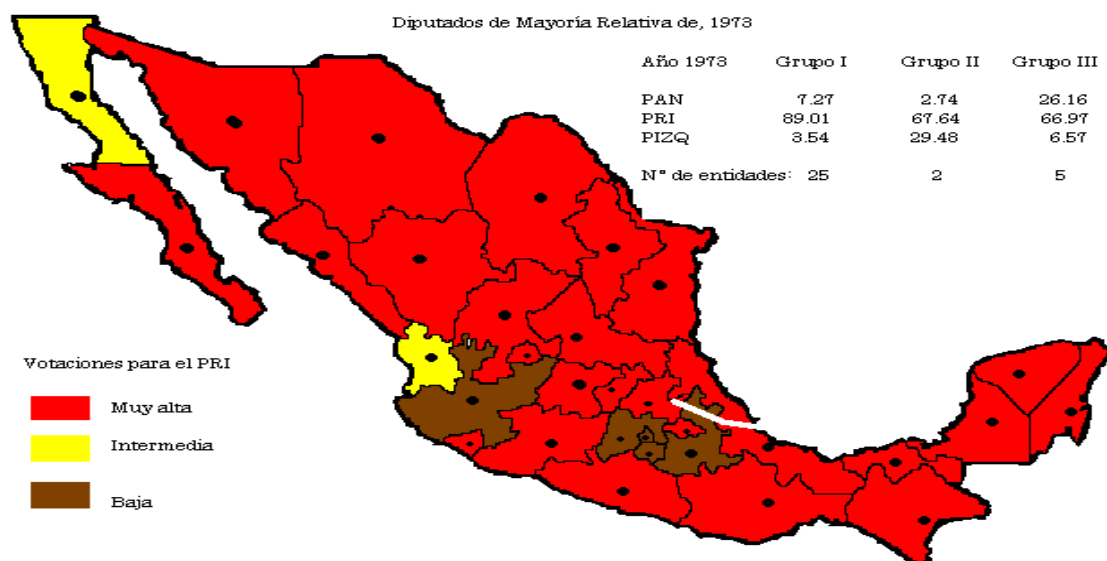 Diputados de Mayoría Relativa de, 1973
Año 1973 Grupo I Grupo II Grupo III
PAN 7.27 2.74 26.16
PRI 89.01 67.64 66.97
PIZQ 3.54 29.48 6.57
N° de entidades: 25 2 5
Votaciones para el PRI
Muy alta
Intermedia
Baja